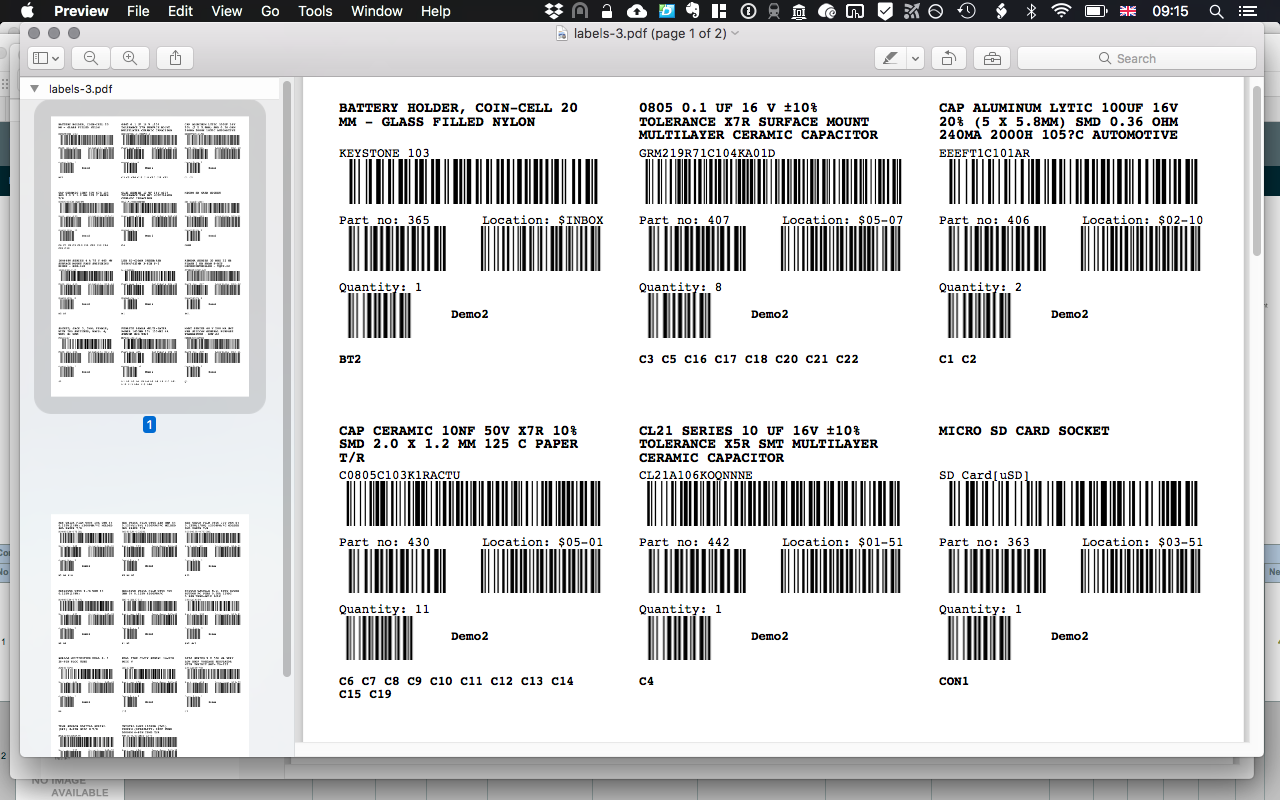 Preview File Edit View Go Tools Window Help 09:15
labels-3.pdf (page 1 of 2)
Search
labels-3.pdf
1
BATTERY HOLDER, COIN-CELL 20
MM - GLASS FILLED NYLON
KEYSTONE 103
Part no: 365 Location: $INBOX
Quantity: 1
Demo2
BT2
0805 0.1 UF 16 V ±10%
TOLERANCE X7R SURFACE MOUNT
MULTILAYER CERAMIC CAPACITOR
GRM219R71C104KA01D
Part no: 407 Location: $05-07
Quantity: 8
Demo2
C3 C5 C16 C17 C18 C20 C21 C22
CAP ALUMINUM LYTIC 100UF 16V
20% (5 X 5.8MM) SMD 0.36 OHM
240MA 2000H 105?C AUTOMOTIVE
EEEFT1C101AR
Part no: 406 Location: $02-10
Quantity: 2
Demo2
C1 C2
CAP CERAMIC 10NF 50V X7R 10%
SMD 2.0 X 1.2 MM 125 C PAPER
T/R
C0805C103K1RACTU
Part no: 430 Location: $05-01
Quantity: 11
Demo2
C6 C7 C8 C9 C10 C11 C12 C13 C14
C15 C19
CL21 SERIES 10 UF 16V ±10%
TOLERANCE X5R SMT MULTILAYER
CERAMIC CAPACITOR
CL21A106KOQNNNE
Part no: 442 Location: $01-51
Quantity: 1
Demo2
C4
MICRO SD CARD SOCKET
SD Card[uSD]
Part no: 363 Location: $03-51
Quantity: 1
Demo2
CON1
NO IMAGE
AVAILABLE